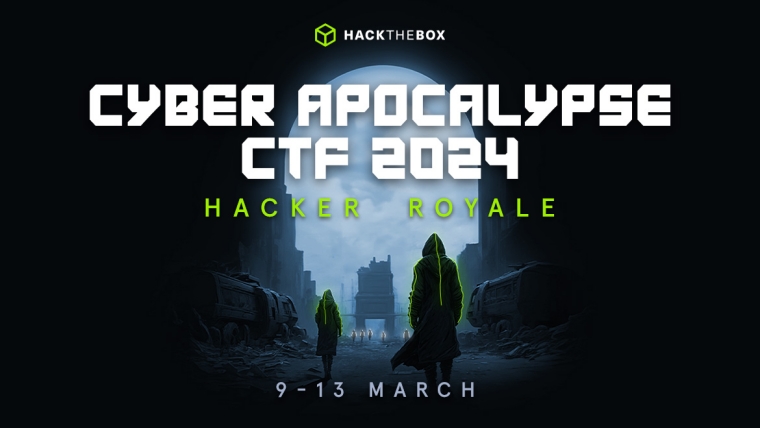 HACKTHEBOX
CYBER APOCALYPSE
CTF 2024
HACKER ROYALE
9-13 MARCH